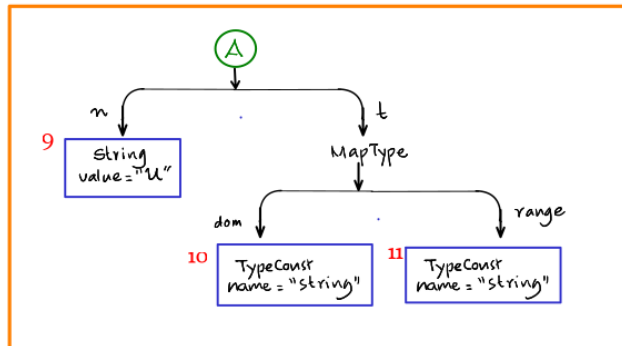 A
n
t
9
String
value="u"
MapType
dom
range
10
TypeConst
name = "string"
11
TypeConst
name = "string"